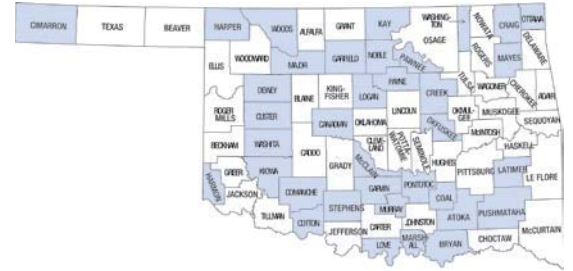 CIMARRON
TEXAS
BEAVER
HARPER
WOODS
ALFALFA
GRANT
KAY
WASHING-
TON
OSAGE
NOWATA
CRAIG
OTTAWA
ELLIS
WOODWARD
MAJOR
GARFIELD
NOBLE
PAWNEE
TULSA
ROGERS
MAYES
DELAWARE
DEWEY
BLAINE
KING-
FISHER
LOGAN
PAYNE
CREEK
WAGONER
CHEROKEE
ADAIR
ROGER
MILLS
CUSTER
CANADIAN
OKLAHOMA
LINCOLN
OKFUSKEE
OKMUL-
GEE
MUSKOGEE
SEQUOYAH
BECKHAM
WASHITA
CADDO
GRADY
CLEVE-
LAND
POTTA-
WATOMIE
SEMINOLE
HUGHES
McINTOSH
HASKELL
HARMON
GREER
KIOWA
McCLAIN
PITTSBURG
LATIMER
LE FLORE
JACKSON
COMANCHE
STEPHENS
GARVIN
PONTOTOC
COAL
TILLMAN
COTTON
MURRAY
JOHNSTON
ATOKA
PUSHMATAHA
JEFFERSON
CARTER
LOVE
MARSH-
ALL
BRYAN
CHOCTAW
McCURTAIN